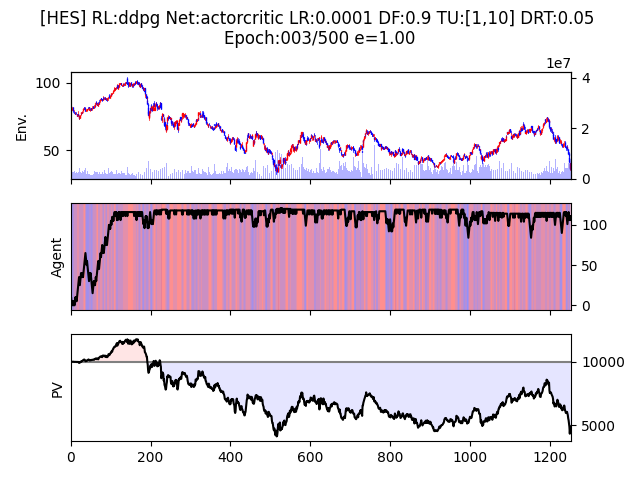 [HES] RL:ddpg Net:actorcritic LR:0.0001 DF:0.9 TU:[1,10] DRT:0.05
Epoch:003/500 e=1.00
1e7
100
50
Env.
4
2
0
Agent
100
50
0
PV
10000
5000
0 200 400 600 800 1000 1200